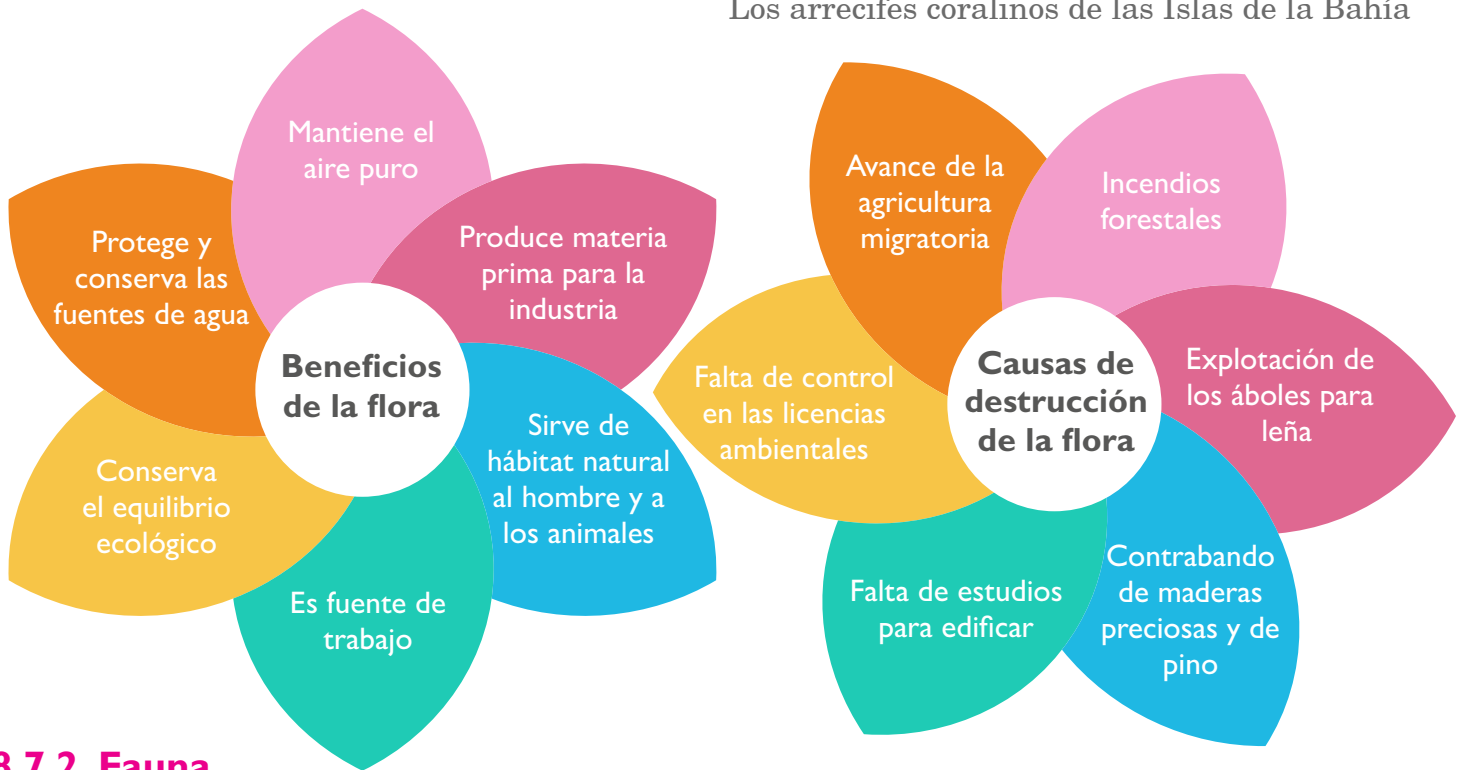 Los arrecifes coralinos de las Islas de la Bahía
Mantiene el
aire puro
Produce materia
prima para la
industria
Sirve de
hábitat natural
al hombre y a
los animales
Es fuente de
trabajo
Conserva
el equilibrio
ecológico
Protege y
conserva las
fuentes de agua
Beneficios
de la flora
Avance de la
agricultura
migratoria
Incendios
forestales
Explotación de
los áboles para
leña
Contrabando
de maderas
preciosas y de
pino
Falta de estudios
para edificar
Falta de control
en las licencias
ambientales
Causas de
destrucción
de la flora
8.7.2. Fauna